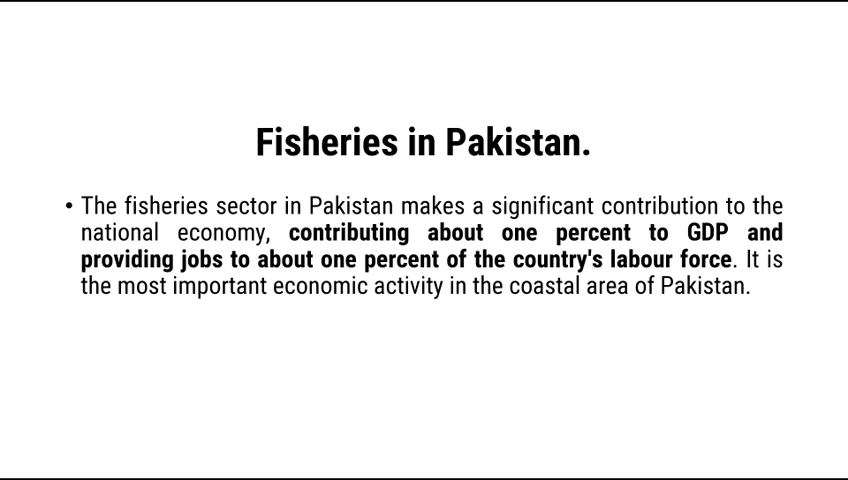 Fisheries in Pakistan.
• The fisheries sector in Pakistan makes a significant contribution to the
national economy, contributing about one percent to GDP and
providing jobs to about one percent of the country's labour force. It is
the most important economic activity in the coastal area of Pakistan.